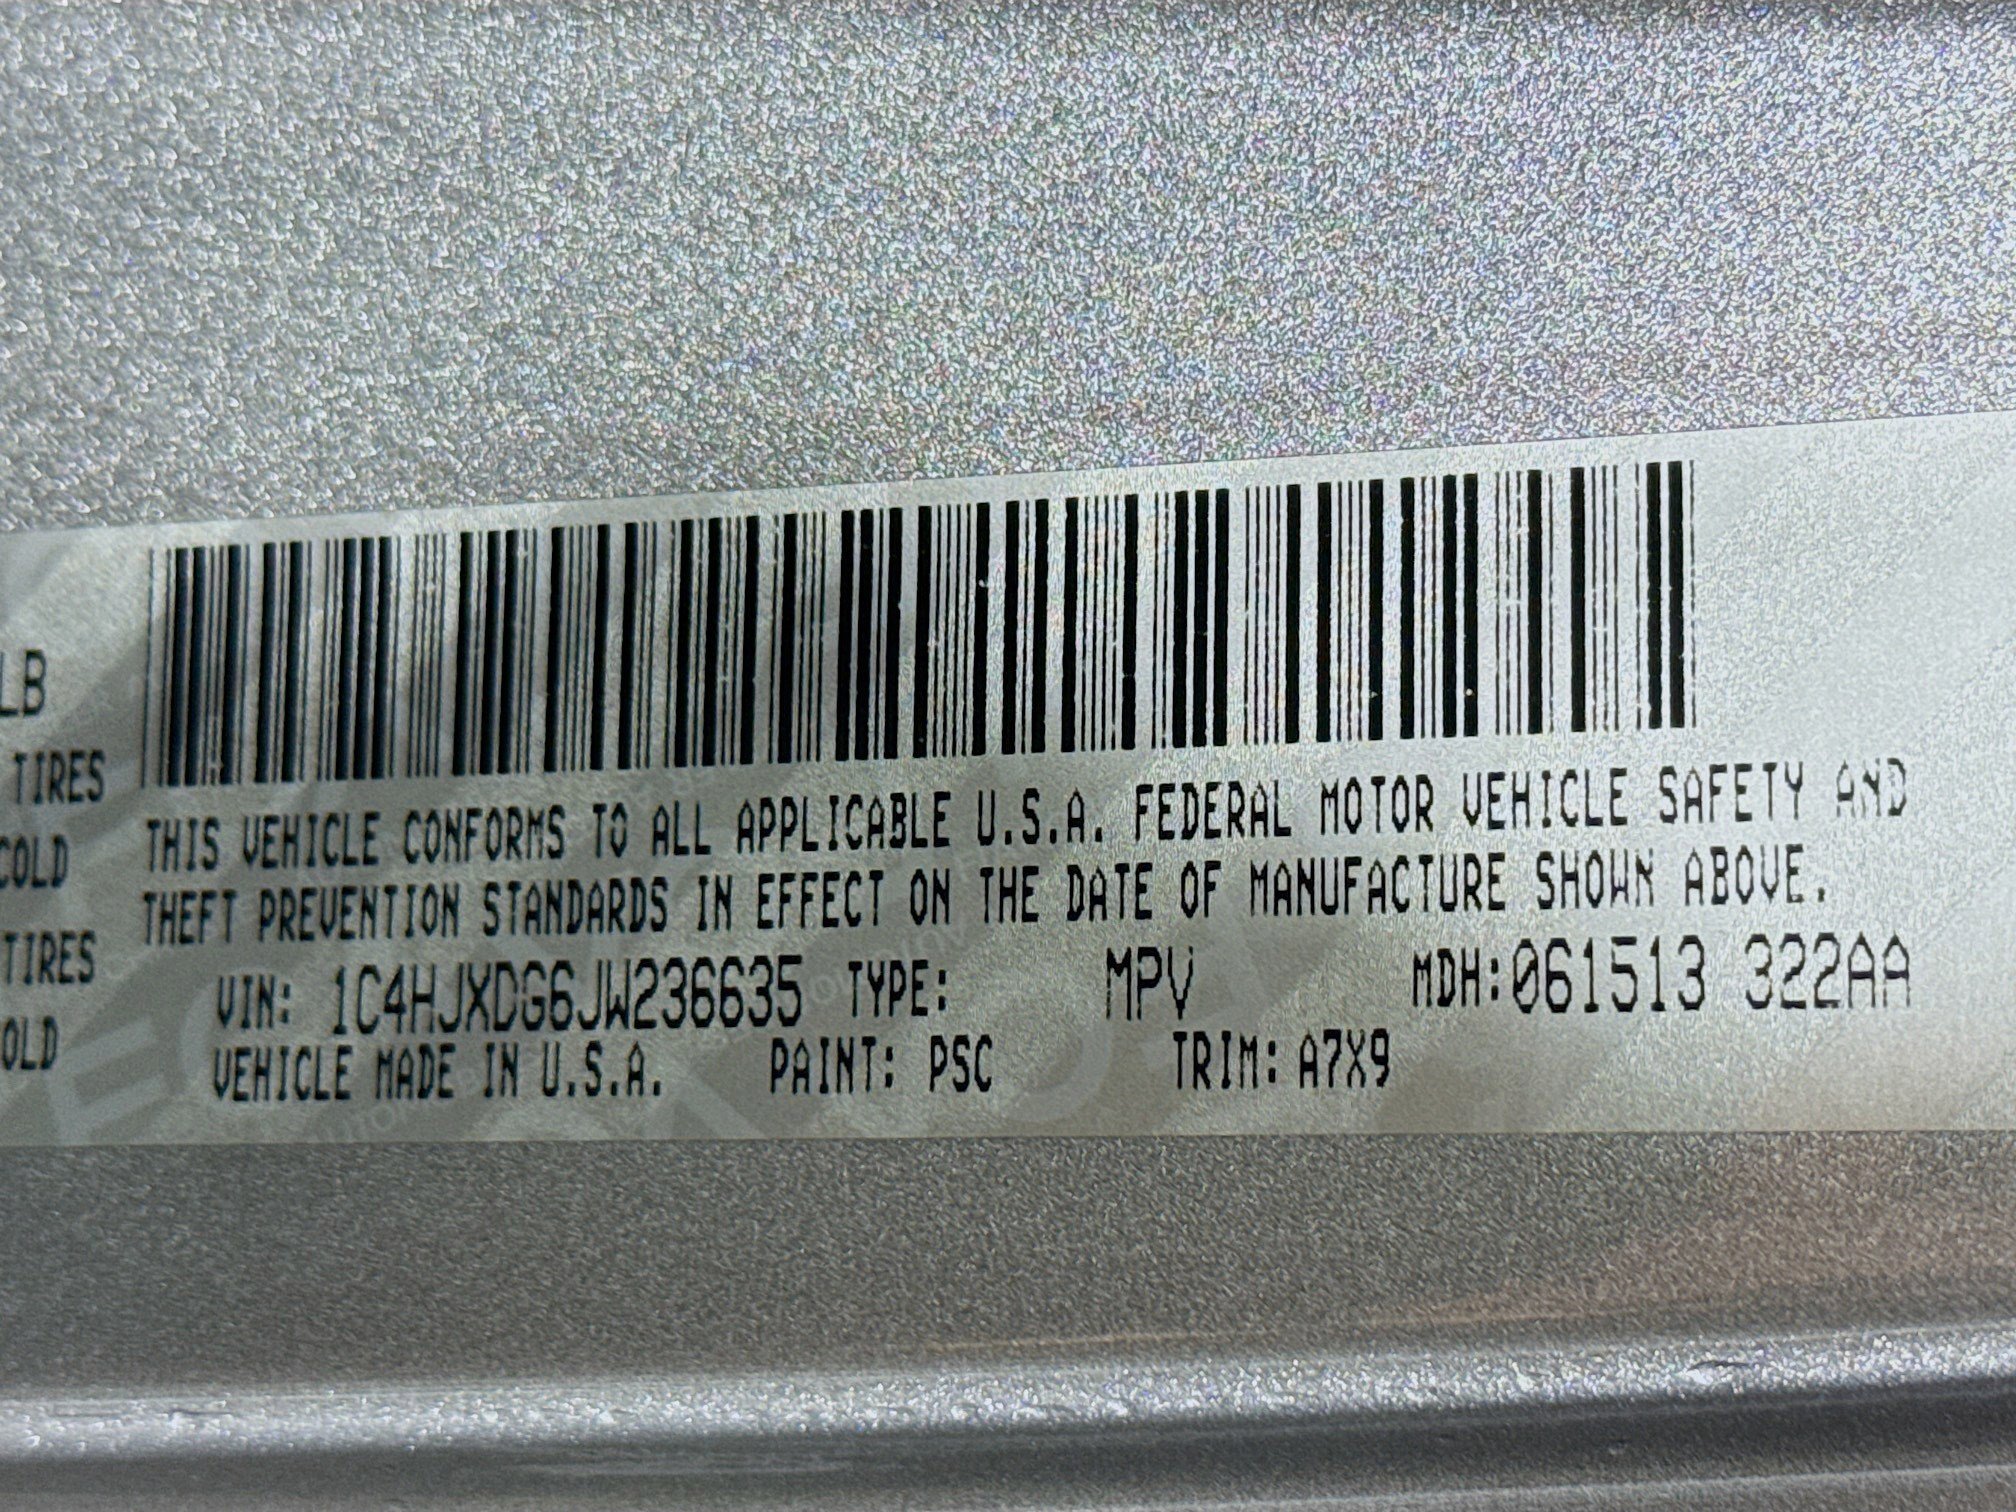 LB
TIRES
COLD
TIRES
OLD
THIS VEHICLE CONFORMS TO ALL APPLICABLE U.S.A. FEDERAL MOTOR VEHICLE SAFETY AND
THEFT PREVENTION STANDARDS IN EFFECT ON THE DATE OF MANUFACTURE SHOWN ABOVE.
VIN: 1C4HJXDG6JW236635 TYPE: MPV MDH:061513 322AA
VEHICLE MADE IN U.S.A. PAINT: PSC TRIM: A7X9